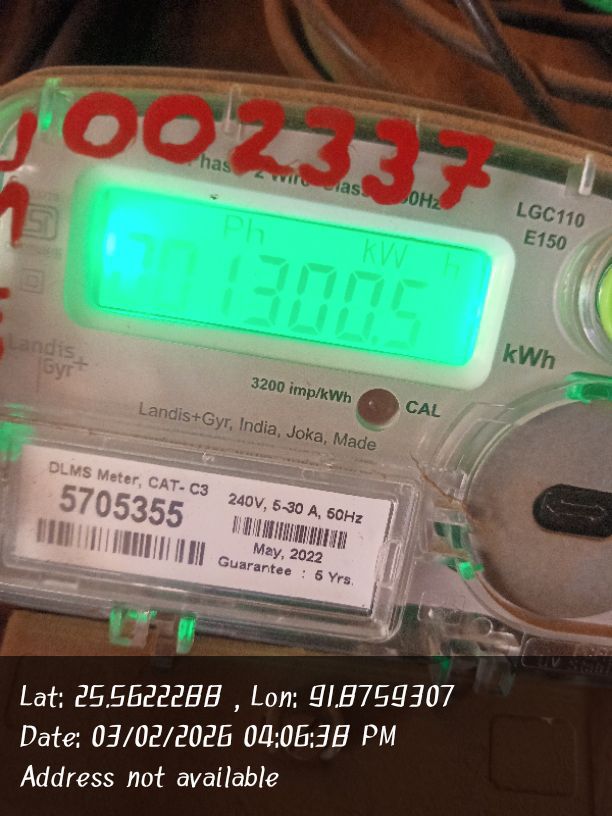 002337
Phase 2 Wire Class 50Hz
LGC110
E150
Ph kW h
01300.5
kWh
Landis+
Gyr
3200 imp/kWh
CAL
Landis+Gyr, India, Joka, Made
DLMS Meter, CAT- C3
5705355
240V, 5-30 A, 50Hz
May, 2022
Guarantee : 5 Yrs.
Lat: 25.5622288 , Lon: 91.8759307
Date: 03/02/2026 04:06:38 PM
Address not available